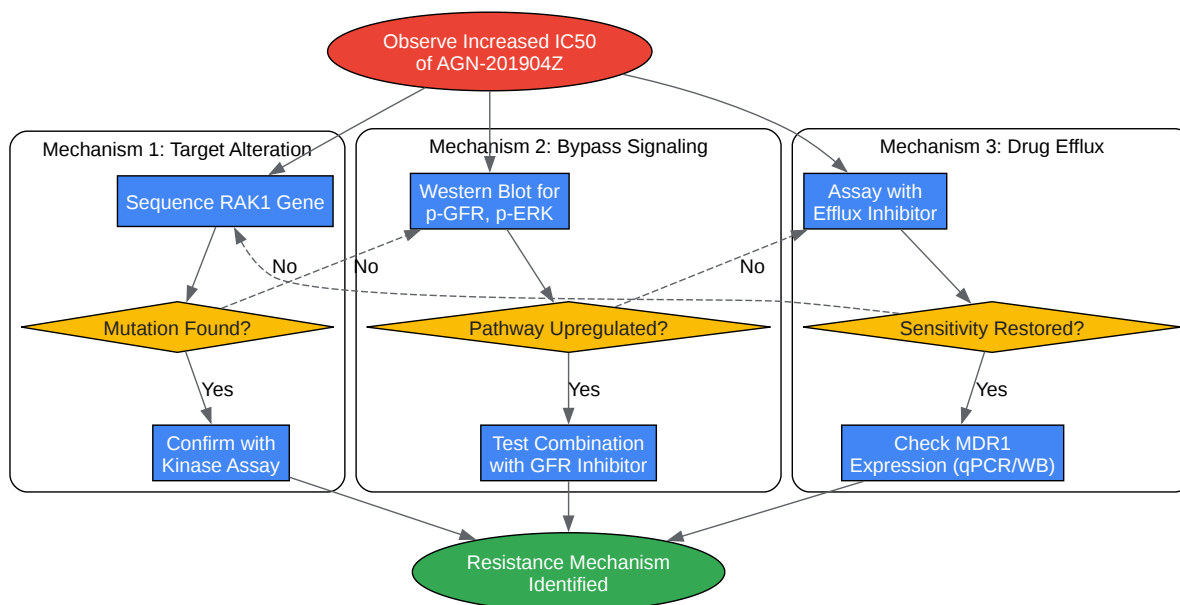 Observe Increased IC50
of AGN-201904Z
Mechanism 1: Target Alteration
Mechanism 2: Bypass Signaling
Mechanism 3: Drug Efflux
Sequence RAK1 Gene
Western Blot for
p-GFR, p-ERK
Assay with
Efflux Inhibitor
No
No
No
Mutation Found?
Pathway Upregulated?
Sensitivity Restored?
Yes
Yes
Yes
Confirm with
Kinase Assay
Test Combination
with GFR Inhibitor
Check MDR1
Expression (qPCR/WB)
Resistance Mechanism
Identified